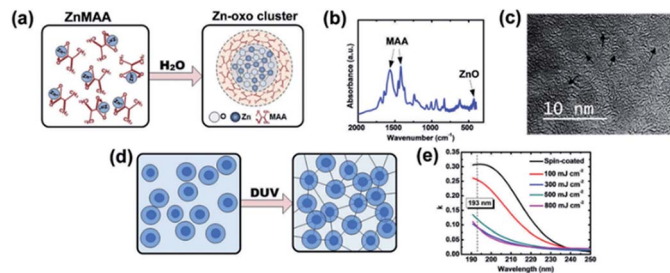 (a)
ZnMAA
Zn-oxo cluster
H₂O
O Zn MAA
(b)
Absorbance (a.u.)
MAA
ZnO
2000 1500 1000 500
Wavenumber (cm⁻¹)
(c)
10 nm
(d)
DUV
(e)
k
0.35
0.30
0.25
0.20
0.15
0.10
0.05
0.00
Spin-coated
100 mJ cm⁻²
300 mJ cm⁻²
500 mJ cm⁻²
800 mJ cm⁻²
193 nm
190 200 210 220 230 240 250
Wavelength (nm)